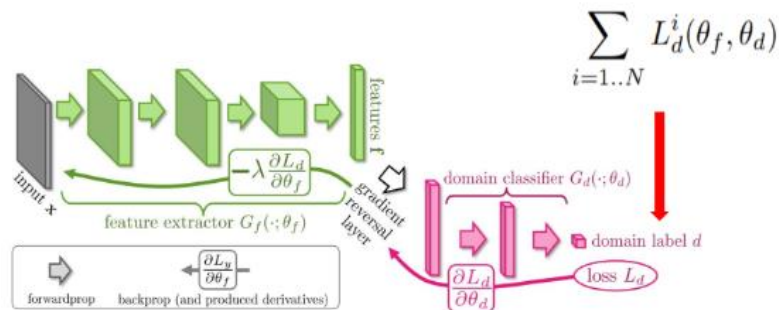 ∑ L_d^i(θ_f, θ_d)
i=1..N
features f
input x
−λ ∂L_d/∂θ_f
feature extractor G_f(·; θ_f)
gradient
reversal
layer
domain classifier G_d(·; θ_d)
domain label d
∂L_d/∂θ_d
loss L_d
∂L_y/∂θ_f
forwardprop
backprop (and produced derivatives)